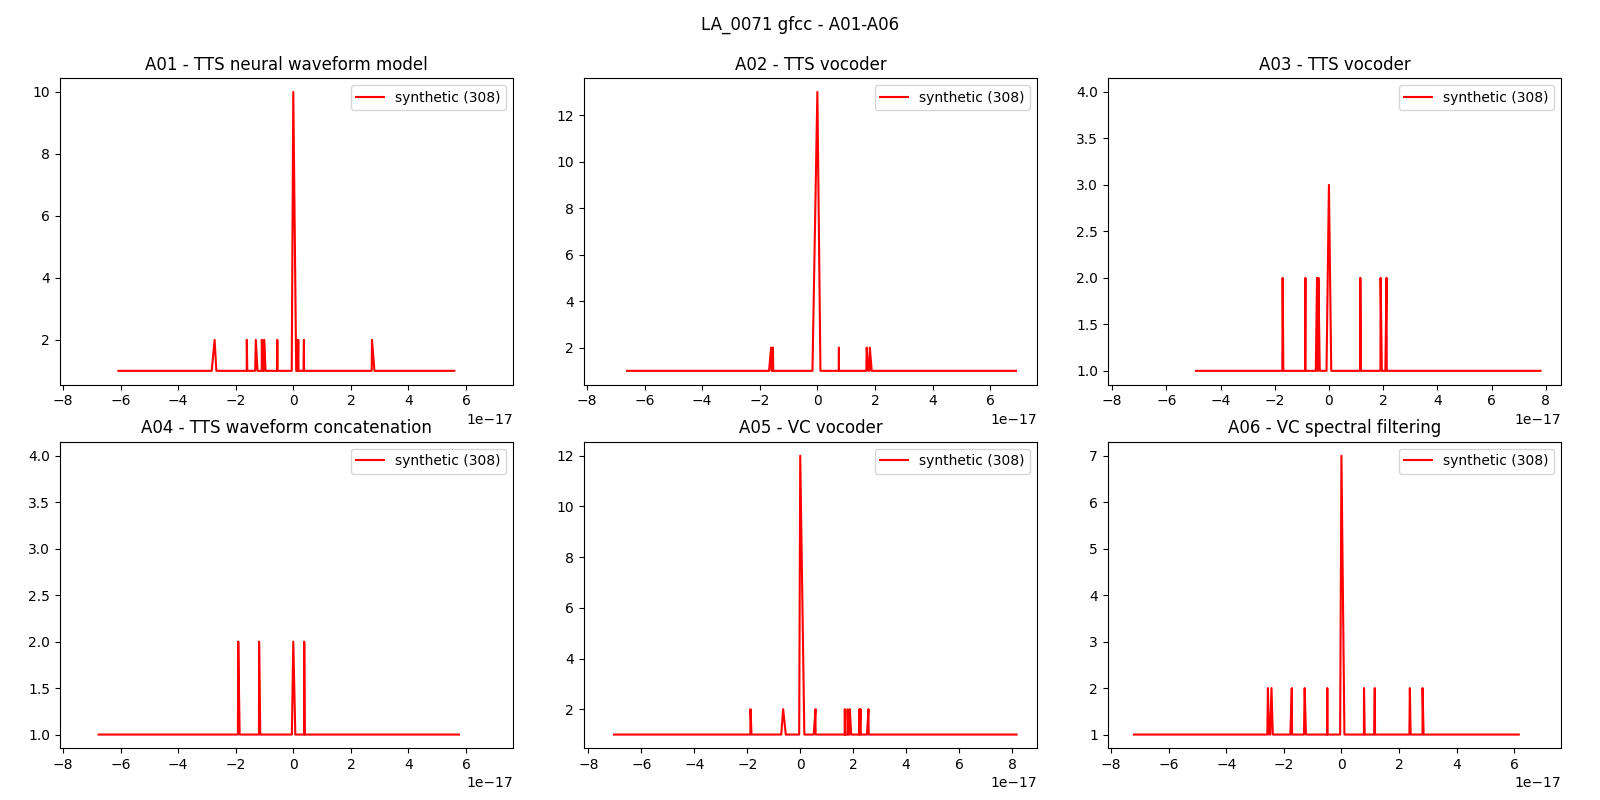 LA_0071 gfcc - A01-A06
A01 - TTS neural waveform model
synthetic (308)
10
8
6
4
2
−8 −6 −4 −2 0 2 4 6
1e−17
A02 - TTS vocoder
synthetic (308)
12
10
8
6
4
2
−8 −6 −4 −2 0 2 4 6
1e−17
A03 - TTS vocoder
synthetic (308)
4.0
3.5
3.0
2.5
2.0
1.5
1.0
−8 −6 −4 −2 0 2 4 6 8
1e−17
A04 - TTS waveform concatenation
synthetic (308)
4.0
3.5
3.0
2.5
2.0
1.5
1.0
−8 −6 −4 −2 0 2 4 6
1e−17
A05 - VC vocoder
synthetic (308)
12
10
8
6
4
2
−8 −6 −4 −2 0 2 4 6 8
1e−17
A06 - VC spectral filtering
synthetic (308)
7
6
5
4
3
2
1
−8 −6 −4 −2 0 2 4 6
1e−17